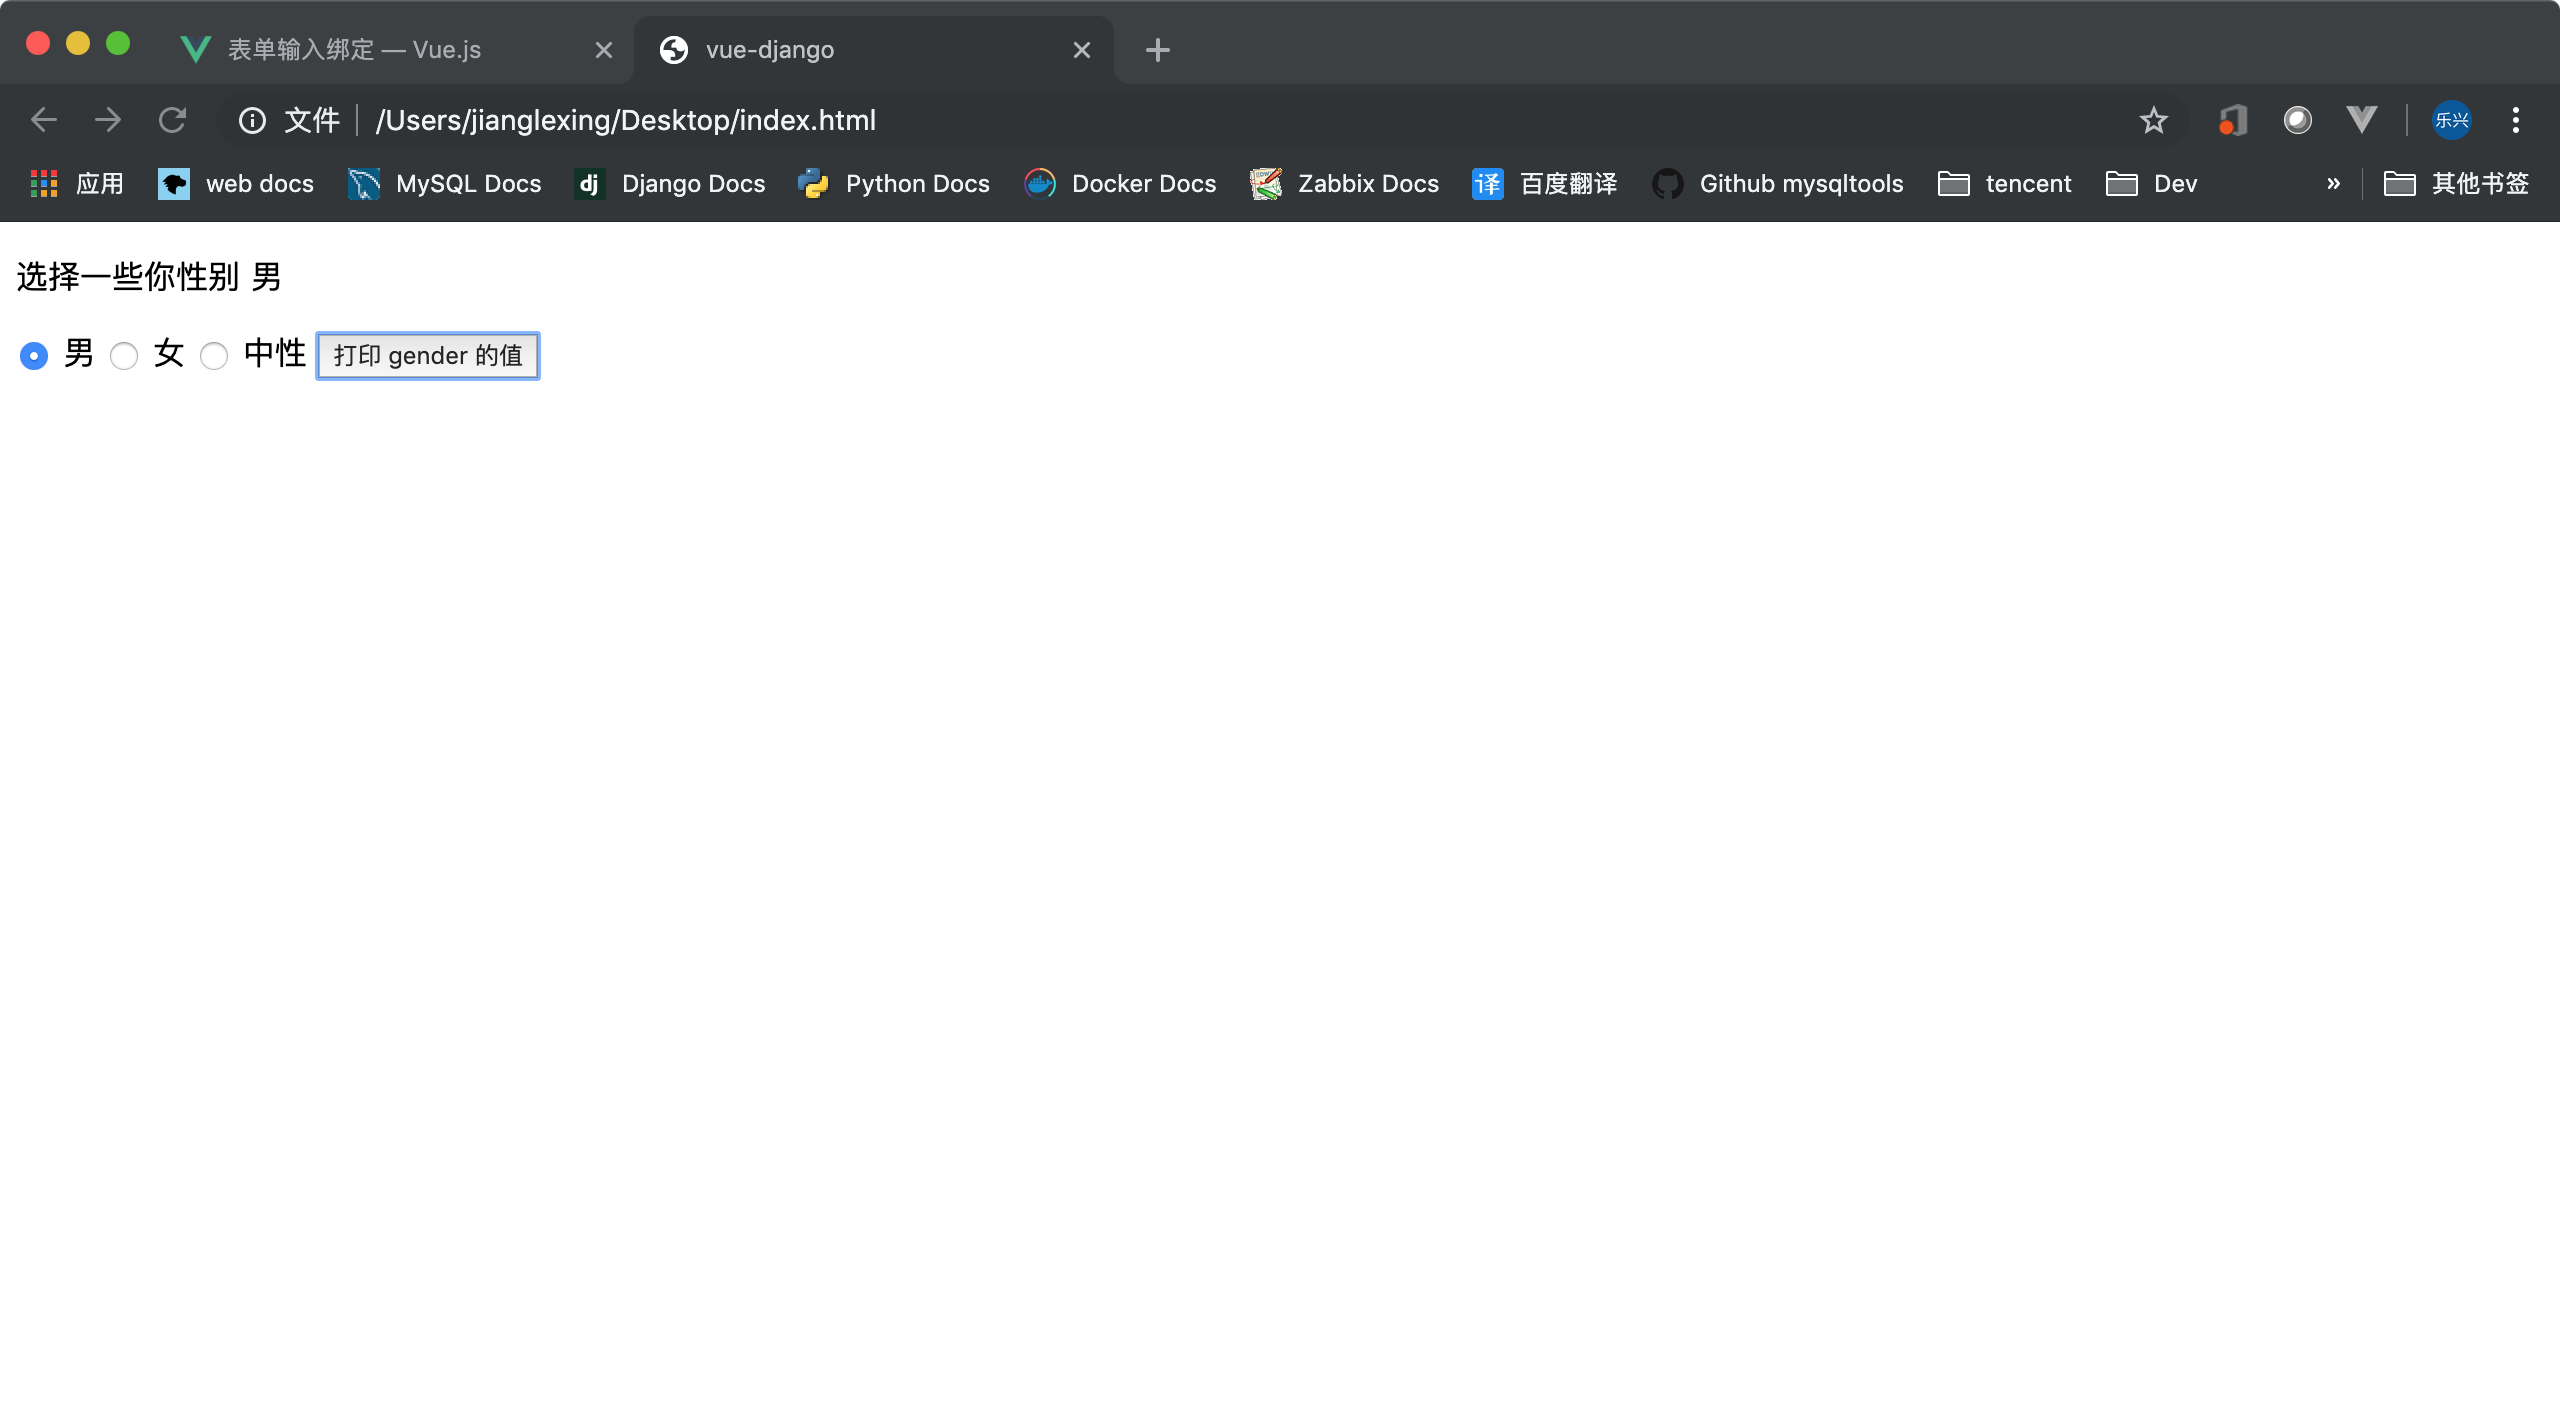 表单输入绑定 — Vue.js vue-django
文件 /Users/jianglexing/Desktop/index.html 乐兴
应用 web docs MySQL Docs dj Django Docs Python Docs Docker Docs Zabbix Docs 译 百度翻译 Github mysqltools tencent Dev » 其他书签
选择一些你性别 男
男 女 中性 打印 gender 的值